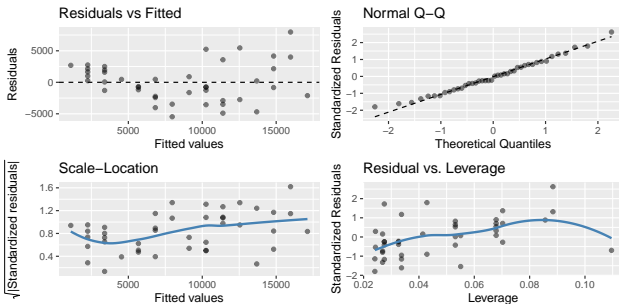 Residuals vs Fitted
Residuals
5000
0
−5000
5000
10000
15000
Fitted values
Normal Q−Q
Standardized Residuals
2
1
0
−1
−2
−2
−1
0
1
2
Theoretical Quantiles
Scale−Location
√|Standardized residuals|
1.6
1.2
0.8
0.4
5000
10000
15000
Fitted values
Residual vs. Leverage
Standardized Residuals
2
1
0
−1
−2
0.02
0.04
0.06
0.08
0.10
Leverage